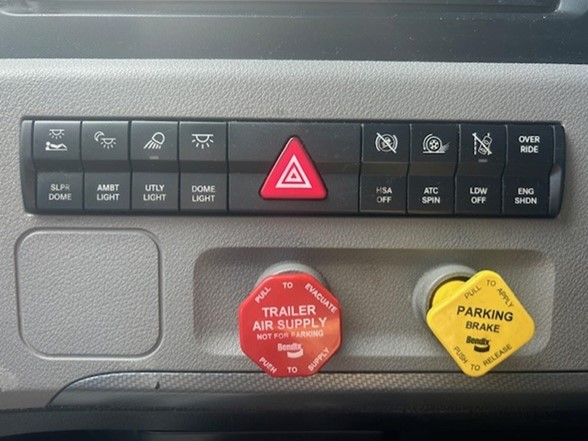 OVER
RIDE
SLPR
DOME
AMBT
LIGHT
UTLY
LIGHT
DOME
LIGHT
HSA
OFF
ATC
SPIN
LDW
OFF
ENG
SHDN
PULL TO EVACUATE
TRAILER
AIR SUPPLY
NOT FOR PARKING
Bendix
PUSH TO SUPPLY
PULL TO APPLY
PARKING
BRAKE
Bendix
PUSH TO RELEASE